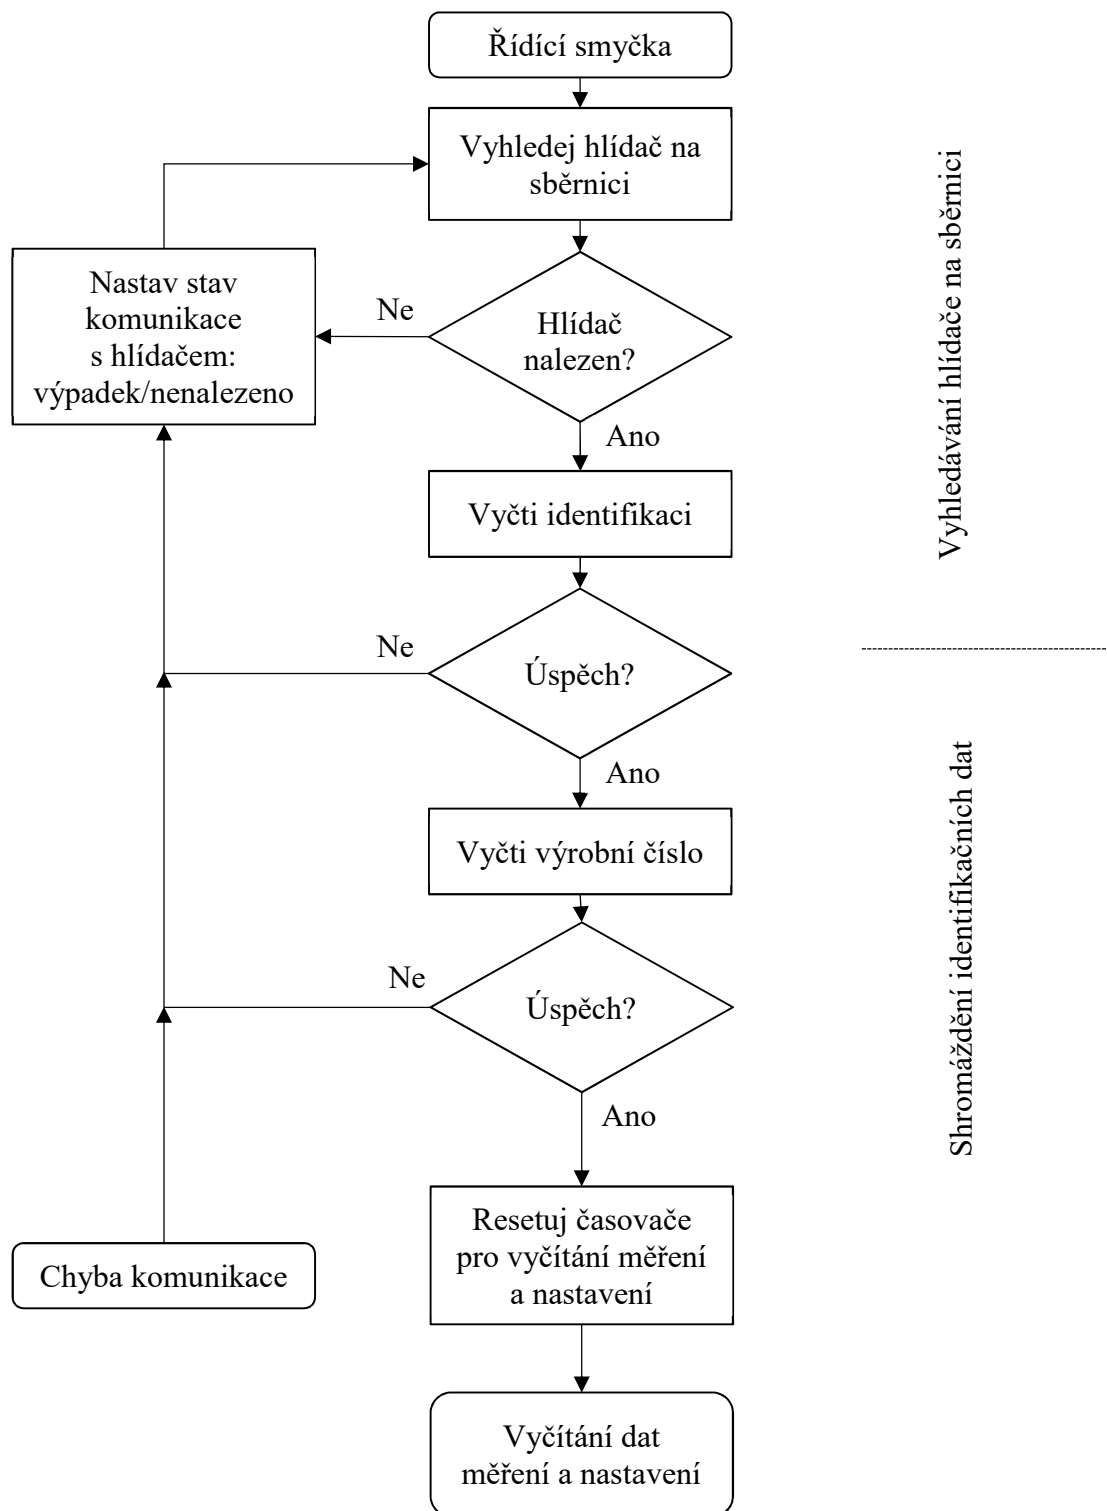 Řídící smyčka
Vyhledej hlídač na
sběrnici
Nastav stav
komunikace
s hlídačem:
výpadek/nenalezeno
Ne
Hlídač
nalezen?
Ano
Vyčti identifikaci
Ne
Úspěch?
Ano
Vyčti výrobní číslo
Ne
Úspěch?
Ano
Resetuj časovače
pro vyčítání měření
a nastavení
Chyba komunikace
Vyčítání dat
měření a nastavení
Vyhledávání hlídače na sběrnici
Shromáždění identifikačních dat